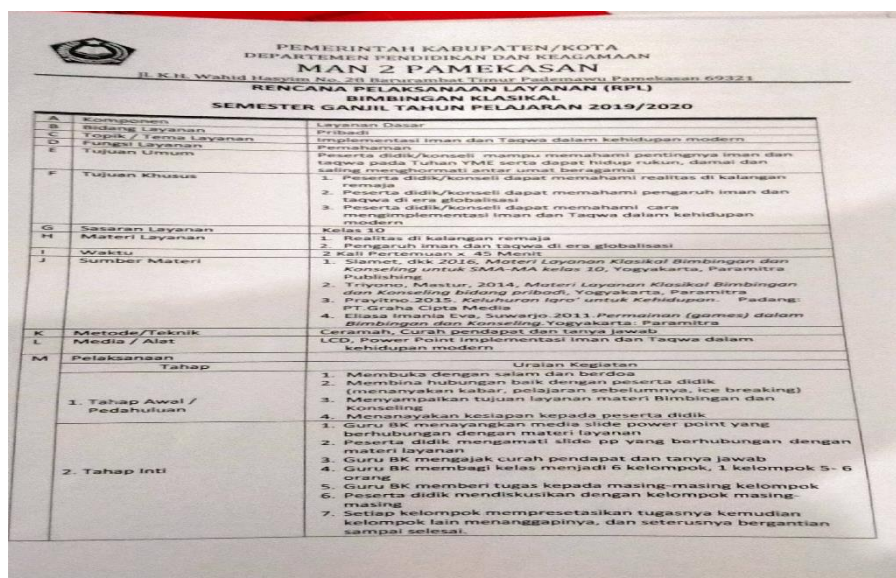 PEMERINTAH KABUPATEN/KOTA
DEPARTEMEN PENDIDIKAN DAN KEAGAMAAN
MAN 2 PAMEKASAN
Jl. K.H. Wahid Hasyim No. 28 Barurambat Timur Pademawu Pamekasan 69321
RENCANA PELAKSANAAN LAYANAN (RPL)
BIMBINGAN KLASIKAL
SEMESTER GANJIL TAHUN PELAJARAN 2019/2020
A Komponen Layanan Dasar
B Bidang Layanan Pribadi
C Topik / Tema Layanan Implementasi Iman dan Taqwa dalam kehidupan modern
D Fungsi Layanan Pemahaman
E Tujuan Umum Peserta didik/konseli mampu memahami pentingnya iman dan
taqwa pada Tuhan YME serta dapat hidup rukun, damai dan
saling menghormati antar umat beragama
F Tujuan Khusus 1. Peserta didik/konseli dapat memahami realitas di kalangan
remaja
2. Peserta didik/konseli dapat memahami pengaruh iman dan
taqwa di era globalisasi
3. Peserta didik/konseli dapat memahami cara
mengimplementasi Iman dan Taqwa dalam kehidupan
modern
G Sasaran Layanan Kelas 10
H Materi Layanan 1. Realitas di kalangan remaja
2. Pengaruh iman dan taqwa di era globalisasi
I Waktu 2 Kali Pertemuan x 45 Menit
J Sumber Materi 1. Slamet, dkk 2016, Materi Layanan Klasikal Bimbingan dan
Konseling untuk SMA-MA kelas 10, Yogyakarta, Paramitra
Publishing
2. Triyono, Mastur, 2014, Materi Layanan Klasikal Bimbingan
dan Konseling bidang pribadi, Yogyakarta, Paramitra
3. Prayitno.2015. Keluhuran Iqro' untuk Kehidupan. Padang:
PT.Graha Cipta Media
4. Eliasa Imania Eva, Suwarjo.2011.Permainan (games) dalam
Bimbingan dan Konseling.Yogyakarta: Paramitra
K Metode/Teknik Ceramah, Curah pendapat dan tanya jawab
L Media / Alat LCD, Power Point Implementasi Iman dan Taqwa dalam
kehidupan modern
M Pelaksanaan
Tahap Uraian Kegiatan
1. Tahap Awal /
Pedahuluan
1. Membuka dengan salam dan berdoa
2. Membina hubungan baik dengan peserta didik
(menanyakan kabar, pelajaran sebelumnya, ice breaking)
3. Menyampaikan tujuan layanan materi Bimbingan dan
Konseling
4. Menanayakan kesiapan kepada peserta didik
2. Tahap Inti
1. Guru BK menayangkan media slide power point yang
berhubungan dengan materi layanan
2. Peserta didik mengamati slide pp yang berhubungan dengan
materi layanan
3. Guru BK mengajak curah pendapat dan tanya jawab
4. Guru BK membagi kelas menjadi 6 kelompok, 1 kelompok 5- 6
orang
5. Guru BK memberi tugas kepada masing-masing kelompok
6. Peserta didik mendiskusikan dengan kelompok masing-
masing
7. Setiap kelompok mempresetasikan tugasnya kemudian
kelompok lain menanggapinya, dan seterusnya bergantian
sampai selesai.